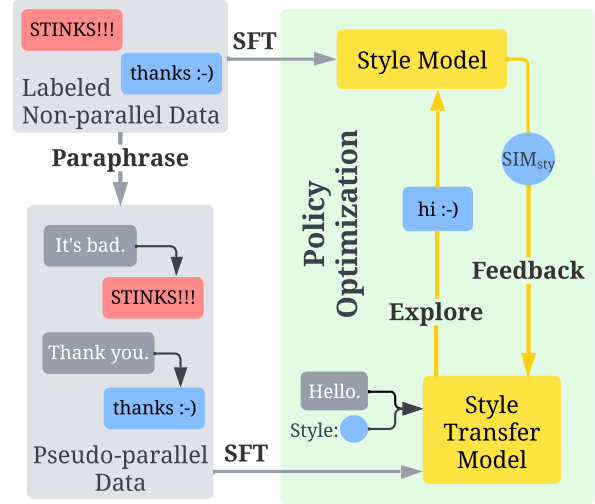 STINKS!!!
thanks :-)
Labeled
Non-parallel Data
SFT
Style Model
Paraphrase
SIMsty
Policy
Optimization
hi :-)
Feedback
Explore
It's bad.
STINKS!!!
Thank you.
thanks :-)
Pseudo-parallel
Data
SFT
Hello.
Style:
Style
Transfer
Model